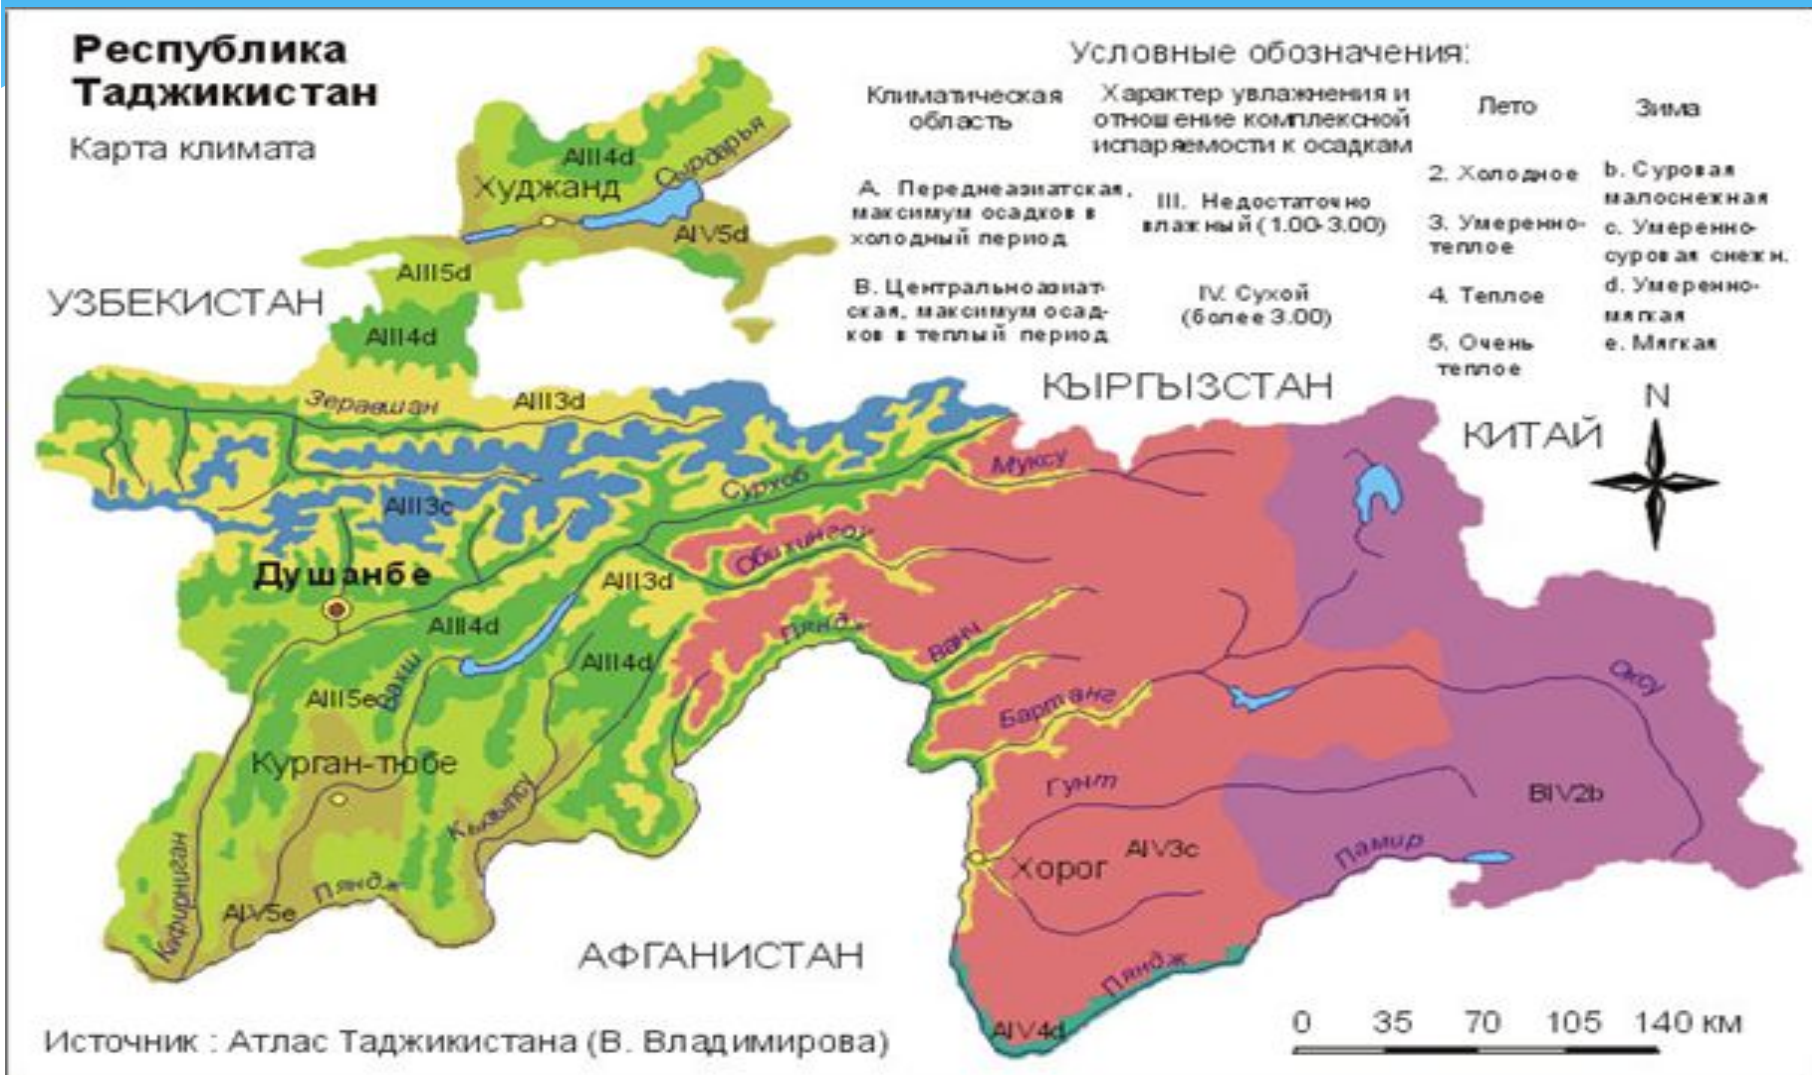 Республика
Таджикистан
Карта климата
Условные обозначения:
Климатическая
область
Характер увлажнения и
отношение комплексной
испаряемости к осадкам
Лето
Зима
А. Переднеазиатская,
максимум осадков в
холодный период
В. Центральноазиат-
ская, максимум осад-
ков в теплый период
III. Недостаточно
влажный (1.00-3.00)
IV. Сухой
(более 3.00)
2. Холодное
3. Умеренно-
теплое
4. Теплое
5. Очень
теплое
b. Суровая
малоснежная
c. Умеренно-
суровая снежн.
d. Умеренно-
мягкая
e. Мягкая
AIII4d
Сырдарья
Худжанд
AIV5d
AIII5d
УЗБЕКИСТАН
AIII4d
КЫРГЫЗСТАН
N
КИТАЙ
Зеравшан
AIII3d
Муксу
Сурхоб
AIII3c
Обихингоу
Душанбе
AIII3d
AIII4d
Пяндж
Ванч
AIII4d
Вахш
AIII5e
Бартанг
Оксу
Курган-тюбе
Гунт
BIV2b
Кызылсу
Хорог
AIV3c
Памир
Кафирниган
Пяндж
AIV5e
АФГАНИСТАН
Пяндж
AIV4d
0 35 70 105 140 км
Источник : Атлас Таджикистана (В. Владимирова)